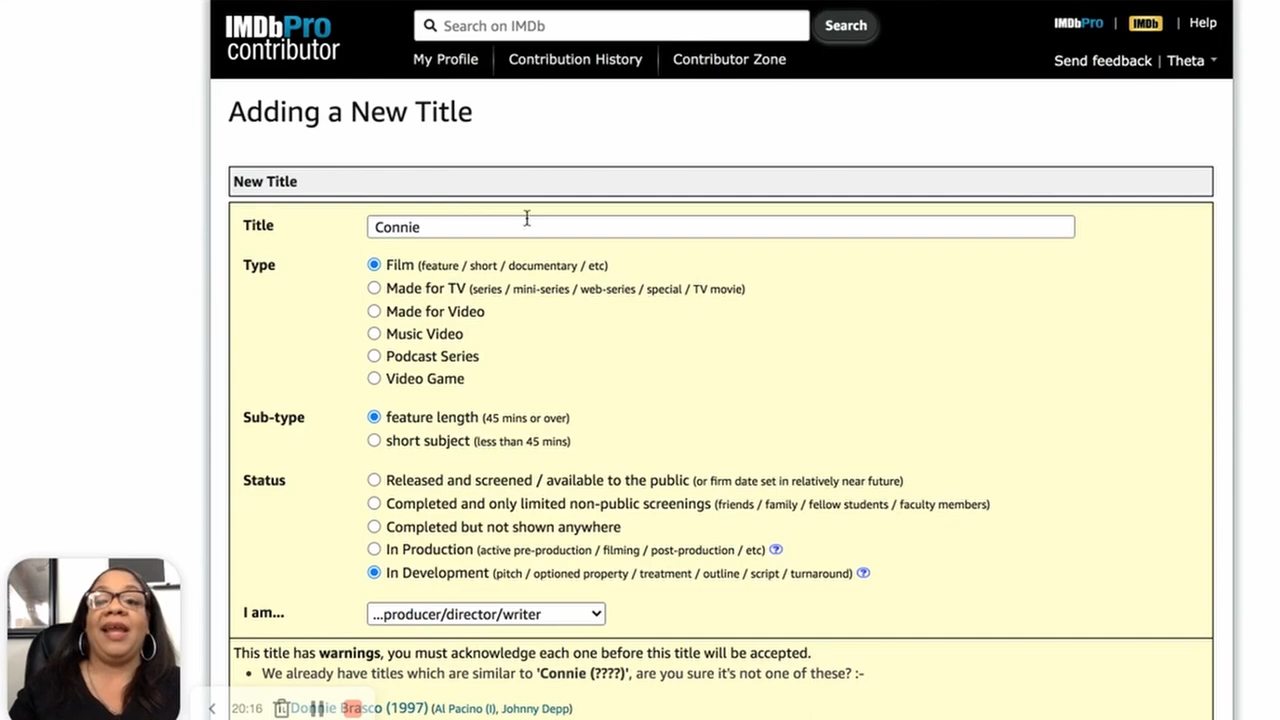 IMDbPro
contributor
Search on IMDb
Search
IMDbPro | IMDb | Help
My Profile
Contribution History
Contributor Zone
Send feedback | Theta
Adding a New Title
New Title
Title
Connie
Type
Film (feature / short / documentary / etc)
Made for TV (series / mini-series / web-series / special / TV movie)
Made for Video
Music Video
Podcast Series
Video Game
Sub-type
feature length (45 mins or over)
short subject (less than 45 mins)
Status
Released and screened / available to the public (or firm date set in relatively near future)
Completed and only limited non-public screenings (friends / family / fellow students / faculty members)
Completed but not shown anywhere
In Production (active pre-production / filming / post-production / etc) ?
In Development (pitch / optioned property / treatment / outline / script / turnaround) ?
I am...
...producer/director/writer
This title has warnings, you must acknowledge each one before this title will be accepted.
• We already have titles which are similar to 'Connie (????)', are you sure it's not one of these? :-
20:16
Donnie Brasco (1997) (Al Pacino (I), Johnny Depp)